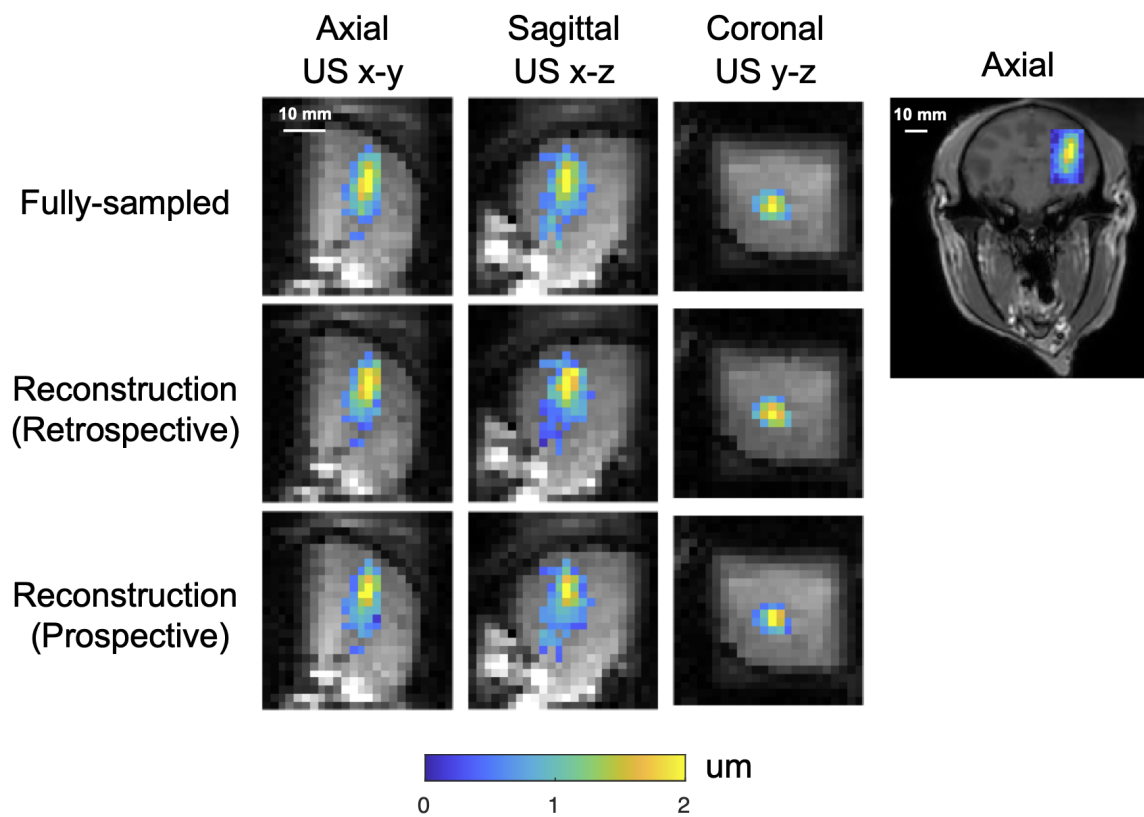 Axial
US x-y
Sagittal
US x-z
Coronal
US y-z
Axial
10 mm
10 mm
Fully-sampled
Reconstruction
(Retrospective)
Reconstruction
(Prospective)
um
0
1
2